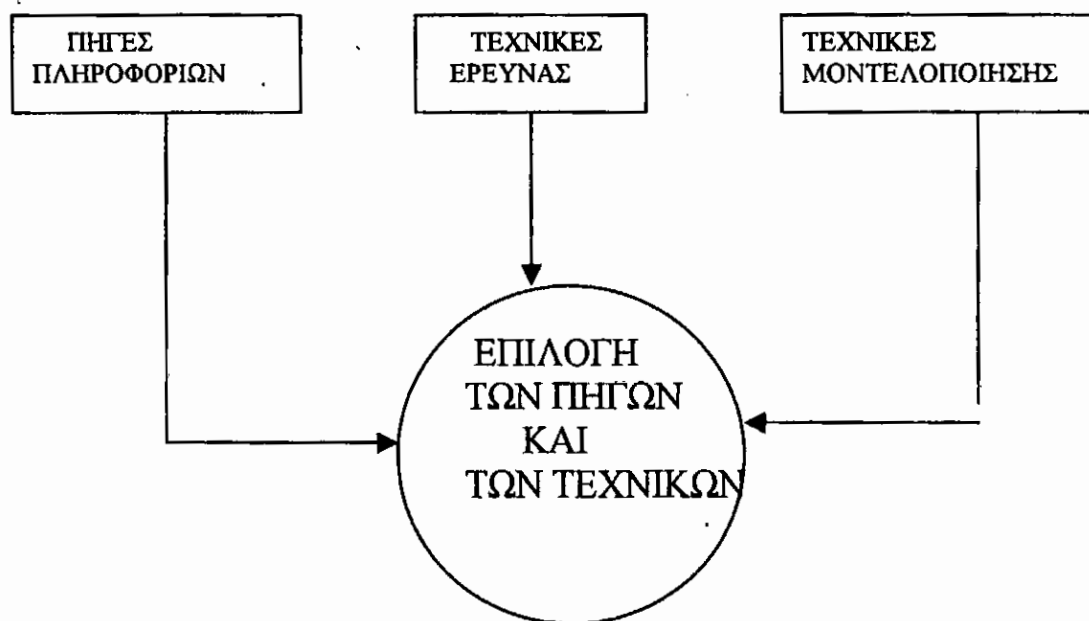 ΠΗΓΕΣ
ΠΛΗΡΟΦΟΡΙΩΝ
ΤΕΧΝΙΚΕΣ
ΕΡΕΥΝΑΣ
ΤΕΧΝΙΚΕΣ
ΜΟΝΤΕΛΟΠΟΙΗΣΗΣ
ΕΠΙΛΟΓΗ
ΤΩΝ ΠΗΓΩΝ
ΚΑΙ
ΤΩΝ ΤΕΧΝΙΚΩΝ